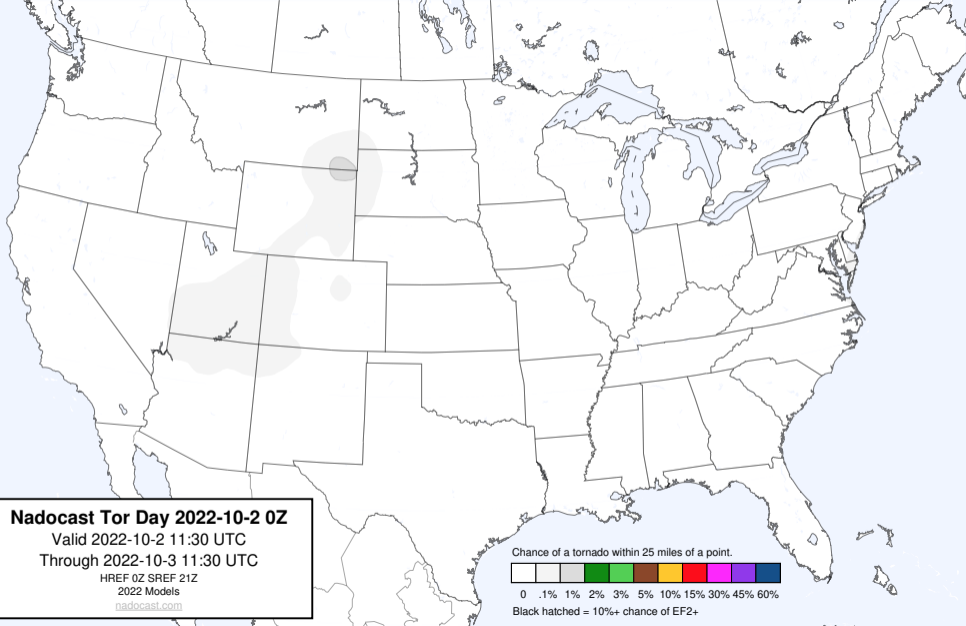 Nadocast Tor Day 2022-10-2 0Z
Valid 2022-10-2 11:30 UTC
Through 2022-10-3 11:30 UTC
HREF 0Z SREF 21Z
2022 Models
nadocast.com
Chance of a tornado within 25 miles of a point.
0 .1% 1% 2% 3% 5% 10% 15% 30% 45% 60%
Black hatched = 10%+ chance of EF2+